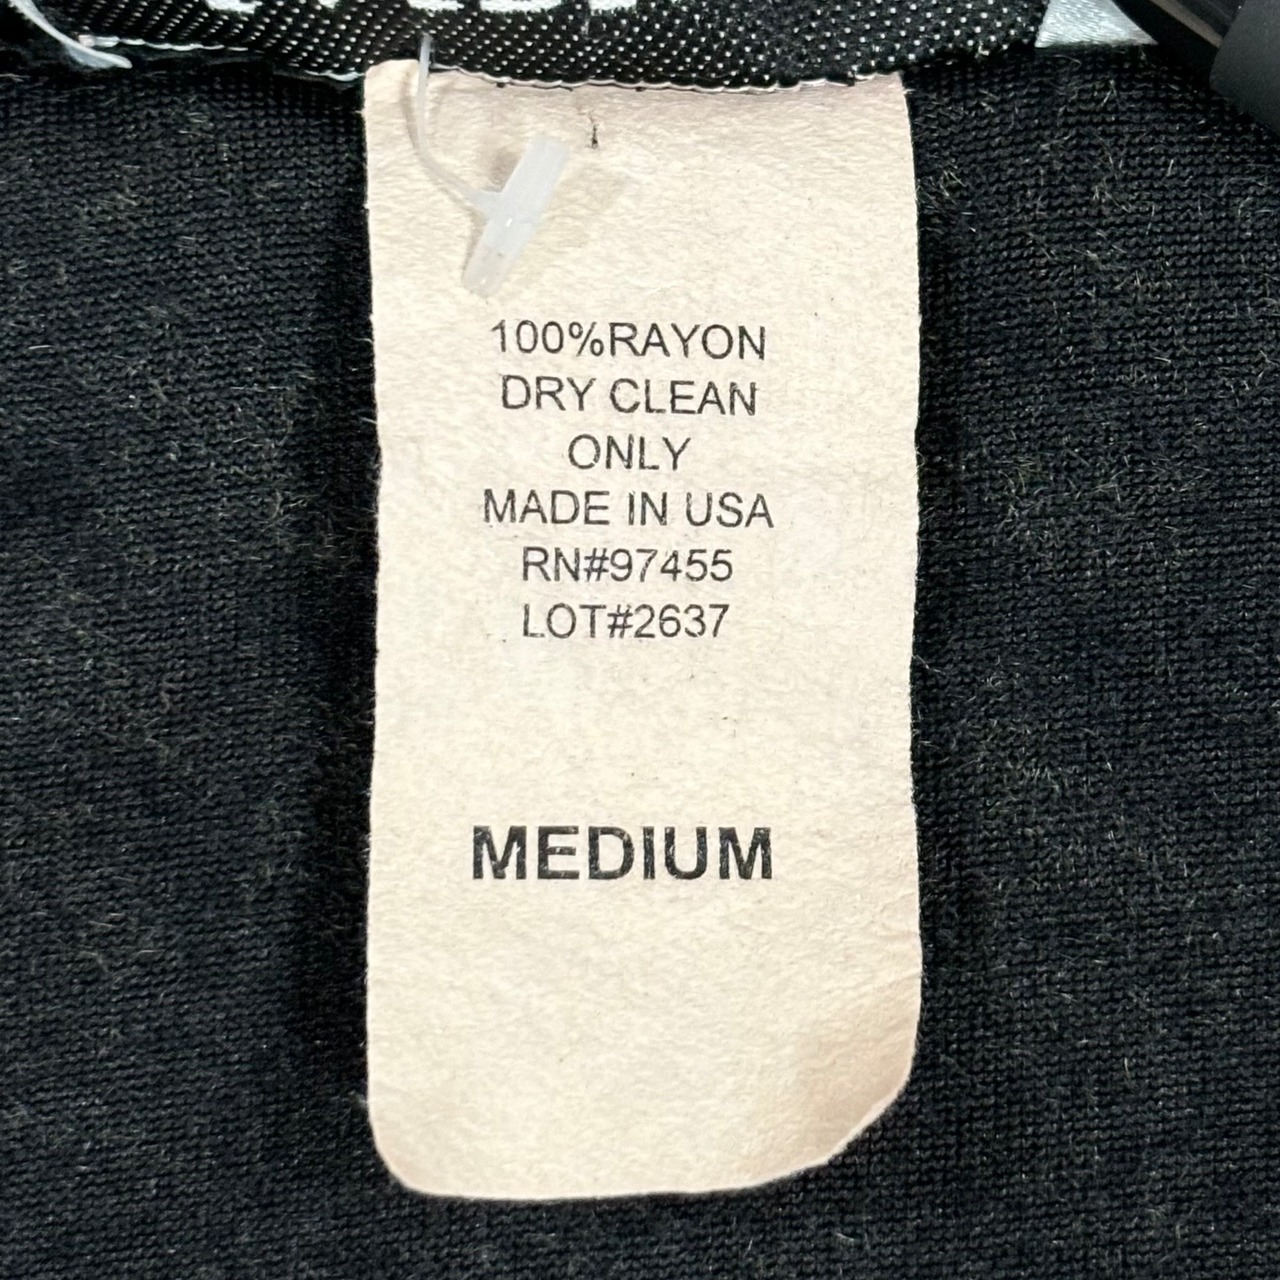 100%RAYON
DRY CLEAN
ONLY
MADE IN USA
RN#97455
LOT#2637
MEDIUM